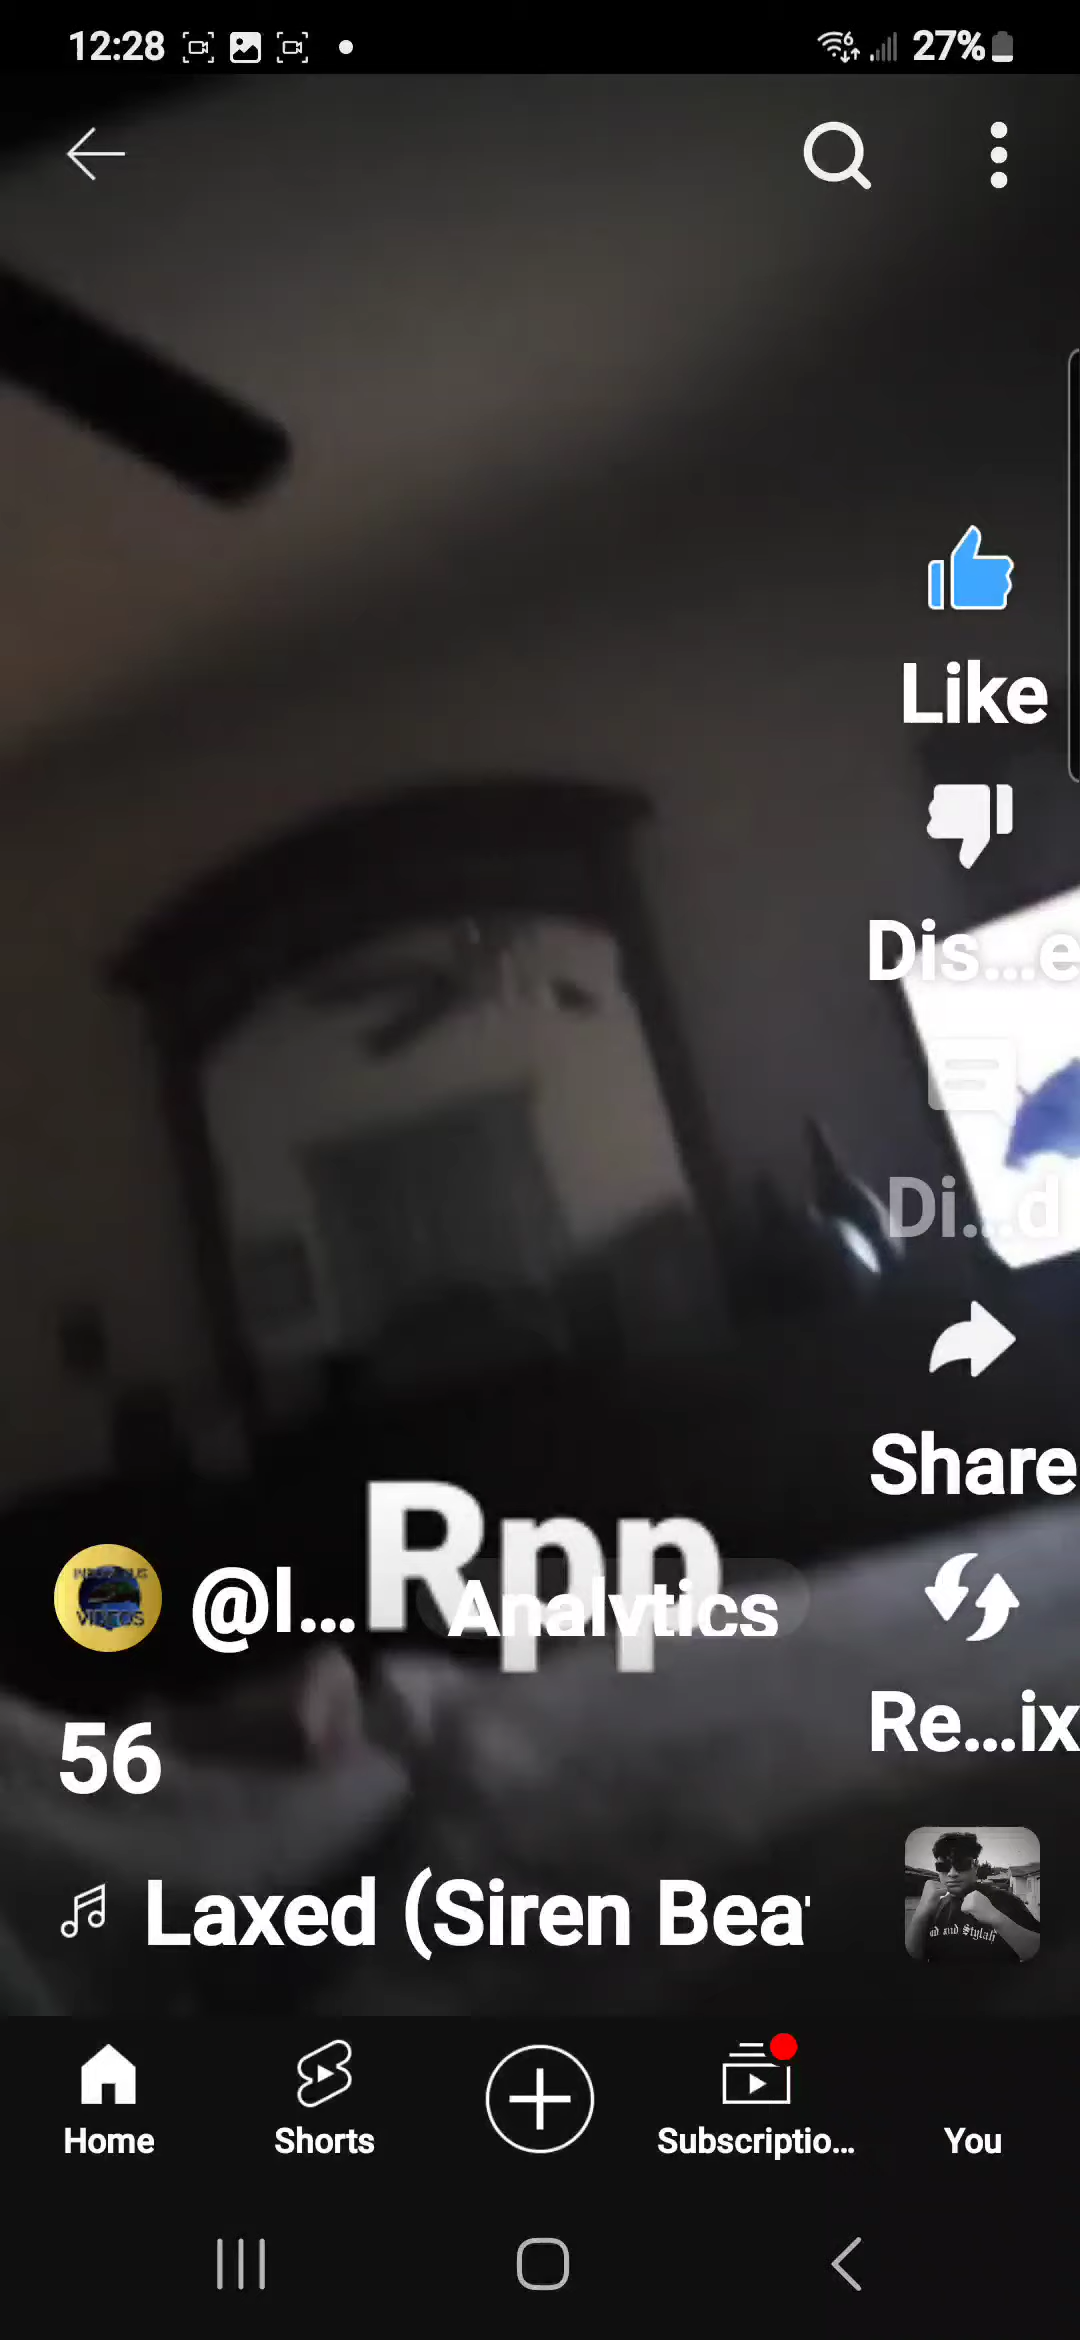 12:28
27%
Like
Dis...e
Di...d
Share
Rpp
@l...
Analytics
Re...ix
56
Laxed (Siren Bea
Home
Shorts
Subscriptio...
You